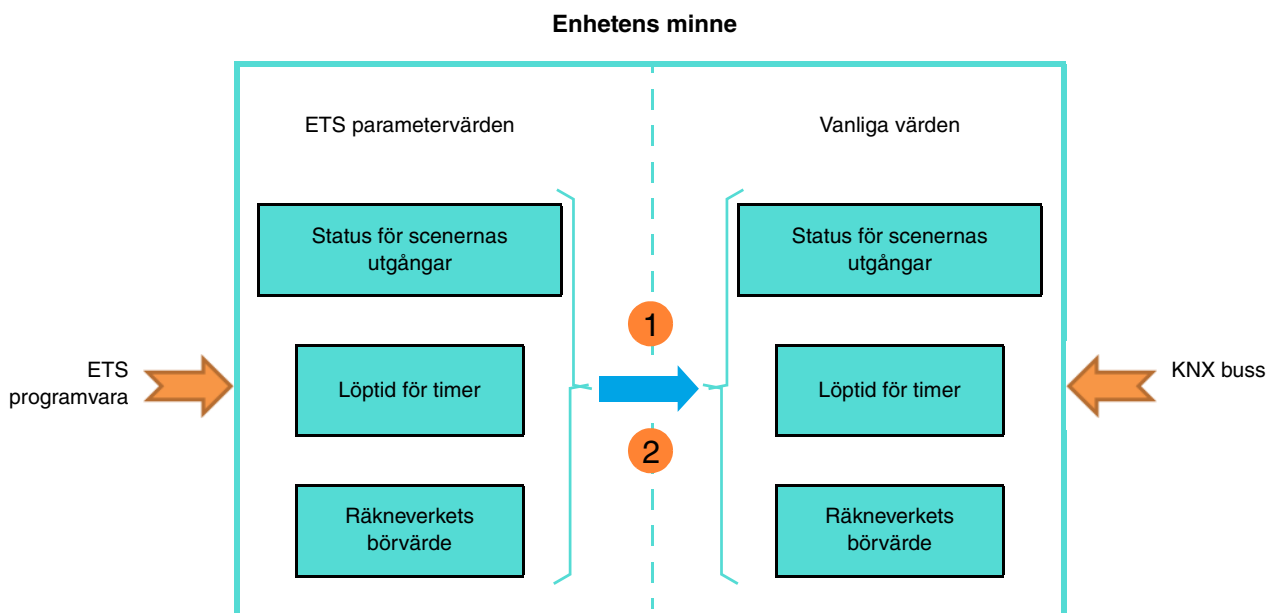 Enhetens minne
ETS parametervärden
Vanliga värden
Status för scenernas
utgångar
Status för scenernas
utgångar
1
ETS
programvara
Löptid för timer
Löptid för timer
KNX buss
2
Räkneverkets
börvärde
Räkneverkets
börvärde